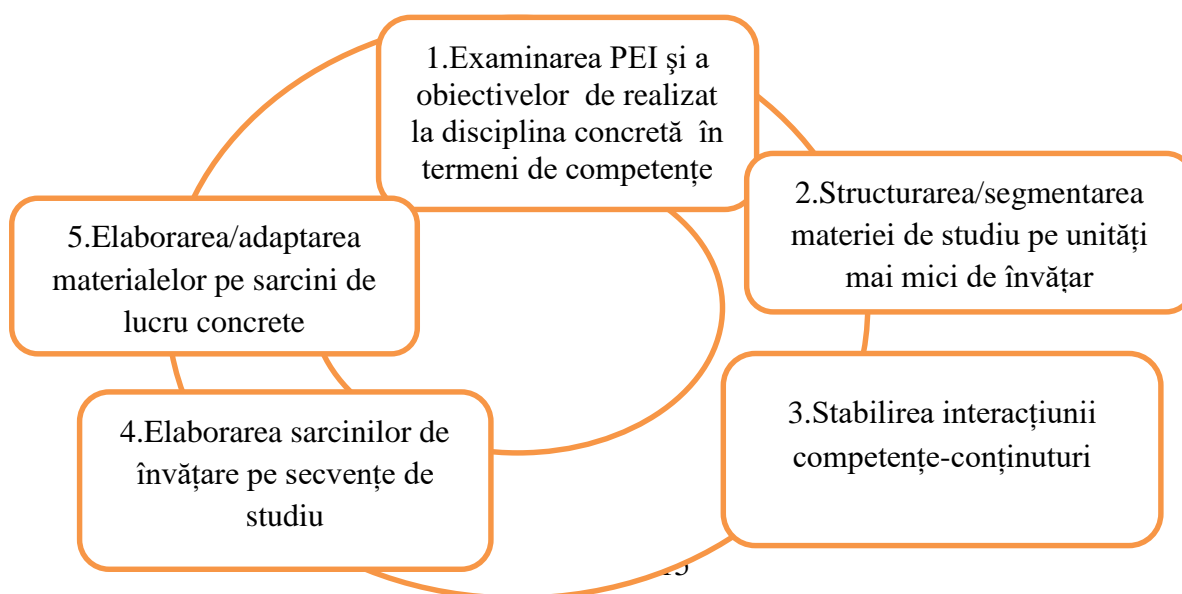 1.Examinarea PEI şi a
obiectivelor de realizat
la disciplina concretă în
termeni de competențe
2.Structurarea/segmentarea
materiei de studiu pe unități
mai mici de învățar
3.Stabilirea interacțiunii
competențe-conținuturi
4.Elaborarea sarcinilor de
învățare pe secvențe de
studiu
5.Elaborarea/adaptarea
materialelor pe sarcini de
lucru concrete